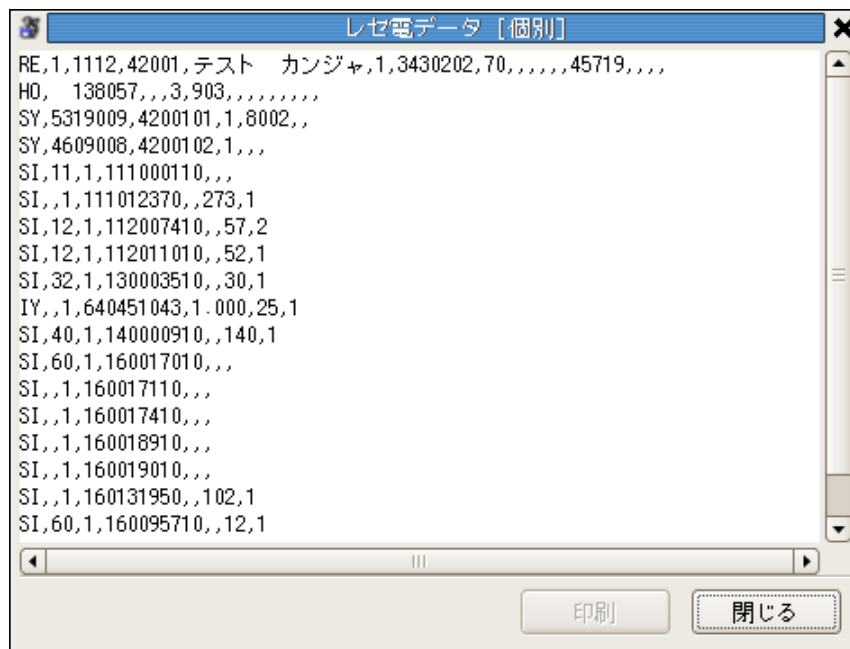 レセ電データ [個別]
RE,1,1112,42001,テスト　カンジャ,1,3430202,70,,,,,,45719,,,,
HO,  138057,,,3,903,,,,,,,,,
SY,5319009,4200101,1,8002,,
SY,4609008,4200102,1,,,
SI,11,1,111000110,,,
SI,,1,111012370,,273,1
SI,12,1,112007410,,57,2
SI,12,1,112011010,,52,1
SI,32,1,130003510,,30,1
IY,,1,640451043,1.000,25,1
SI,40,1,140000910,,140,1
SI,60,1,160017010,,,
SI,,1,160017110,,,
SI,,1,160017410,,,
SI,,1,160018910,,,
SI,,1,160019010,,,
SI,,1,160131950,,102,1
SI,60,1,160095710,,12,1
印刷
閉じる